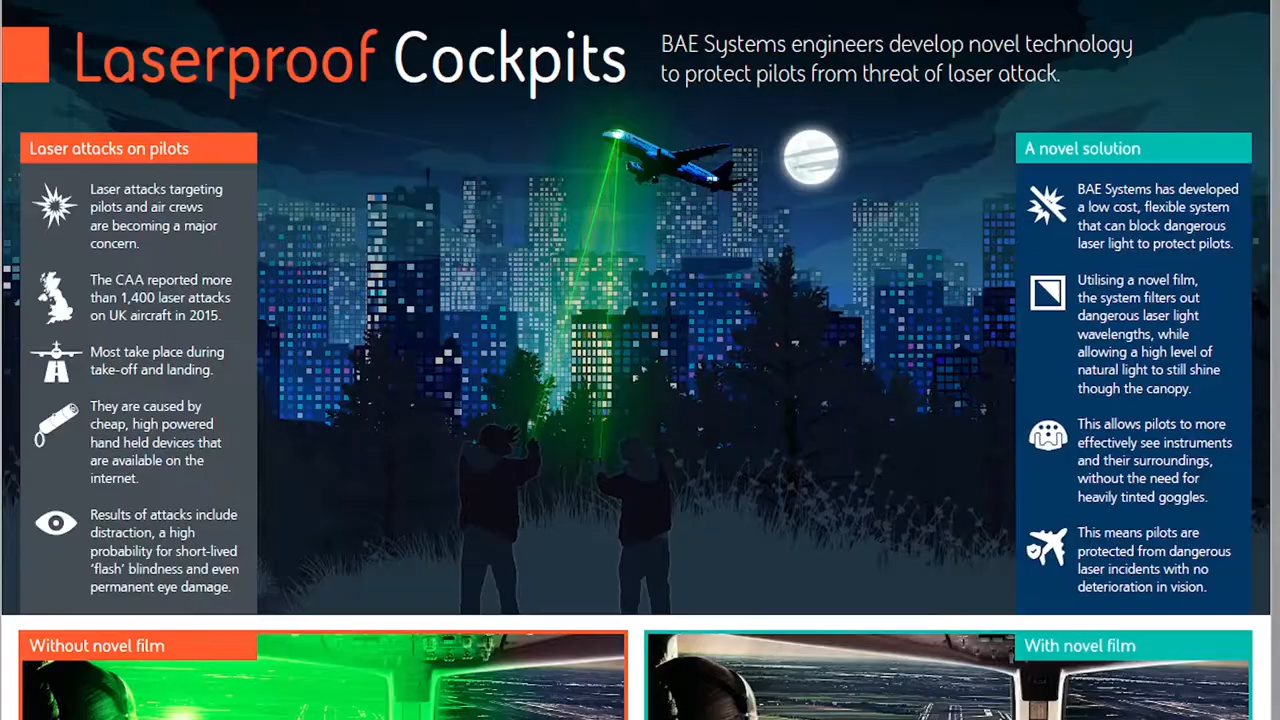 Laserproof Cockpits
BAE Systems engineers develop novel technology
to protect pilots from threat of laser attack.
Laser attacks on pilots
Laser attacks targeting
pilots and air crews
are becoming a major
concern.
The CAA reported more
than 1,400 laser attacks
on UK aircraft in 2015.
Most take place during
take-off and landing.
They are caused by
cheap, high powered
hand held devices that
are available on the
internet.
Results of attacks include
distraction, a high
probability for short-lived
‘flash’ blindness and even
permanent eye damage.
A novel solution
BAE Systems has developed
a low cost, flexible system
that can block dangerous
laser light to protect pilots.
Utilising a novel film,
the system filters out
dangerous laser light
wavelengths, while
allowing a high level of
natural light to still shine
though the canopy.
This allows pilots to more
effectively see instruments
and their surroundings,
without the need for
heavily tinted goggles.
This means pilots are
protected from dangerous
laser incidents with no
deterioration in vision.
Without novel film
With novel film